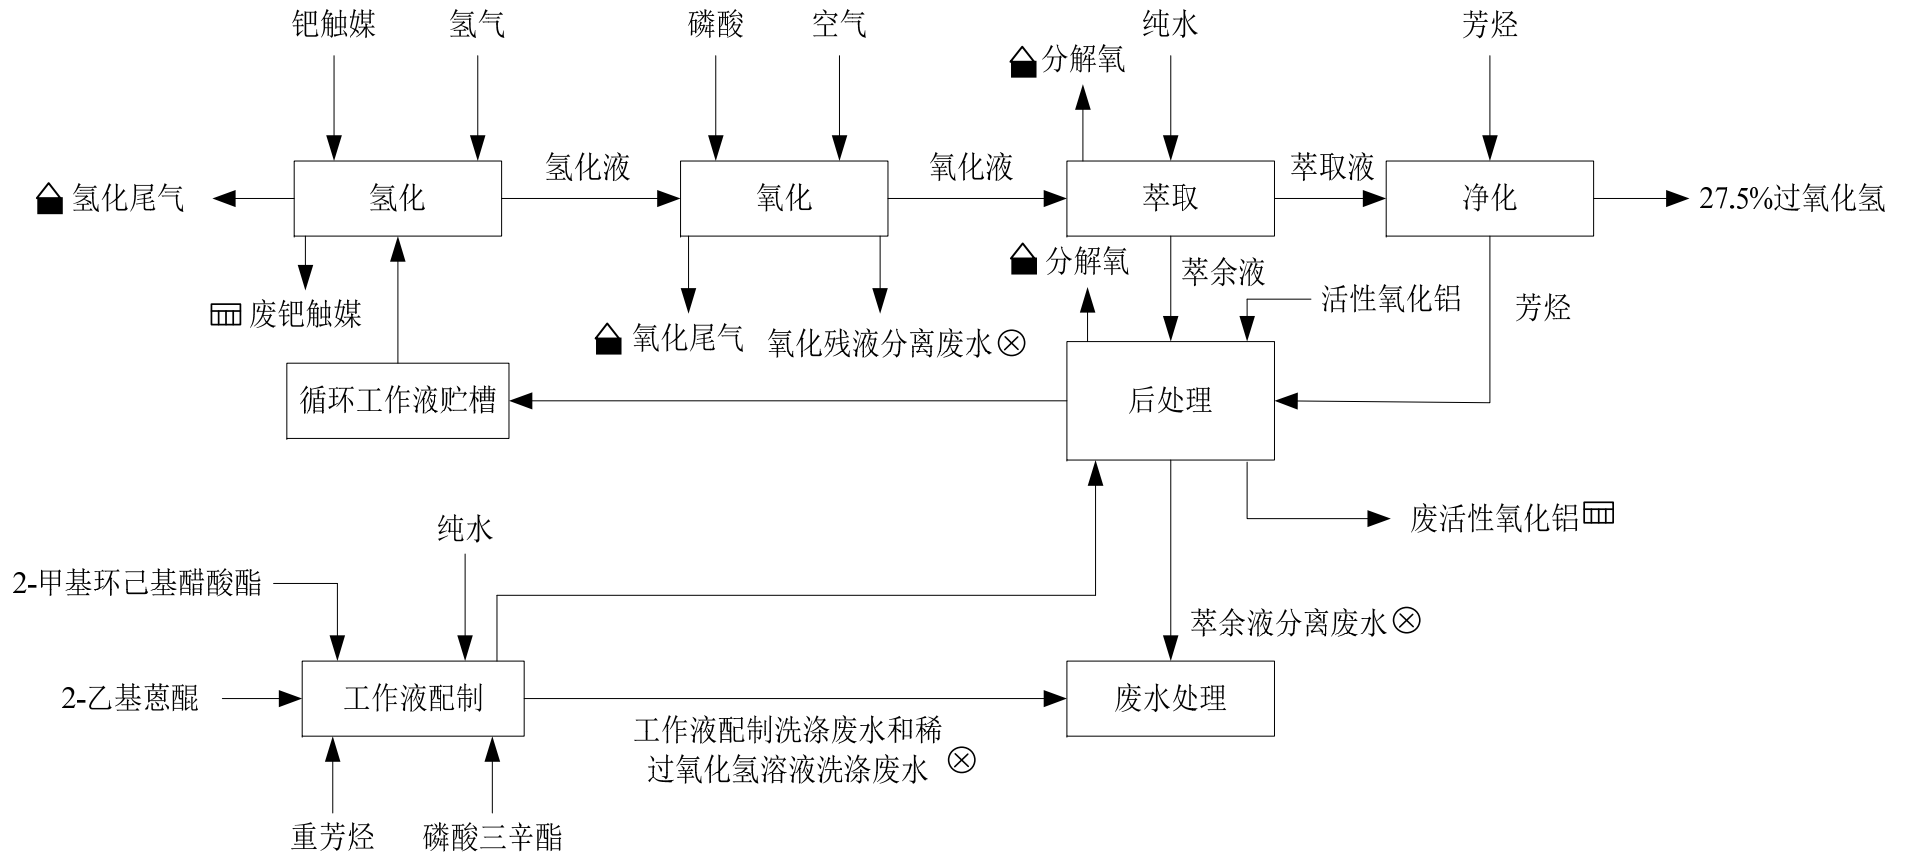 钯触媒
氢气
磷酸
空气
纯水
芳烃
分解氧
氢化尾气
氢化
氢化液
氧化
氧化液
萃取
萃取液
净化
27.5%过氧化氢
废钯触媒
氧化尾气
氧化残液分离废水
分解氧
萃余液
活性氧化铝
芳烃
循环工作液贮槽
后处理
废活性氧化铝
纯水
2-甲基环己基醋酸酯
萃余液分离废水
2-乙基蒽醌
工作液配制
废水处理
工作液配制洗涤废水和稀
过氧化氢溶液洗涤废水
重芳烃
磷酸三辛酯